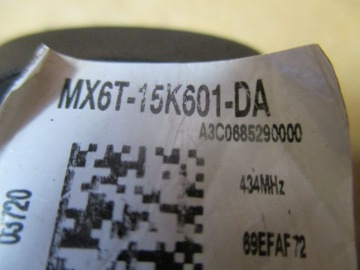 MX6T-15K601-DA
A3C0685290000
434MHz
03720
69EFAF72